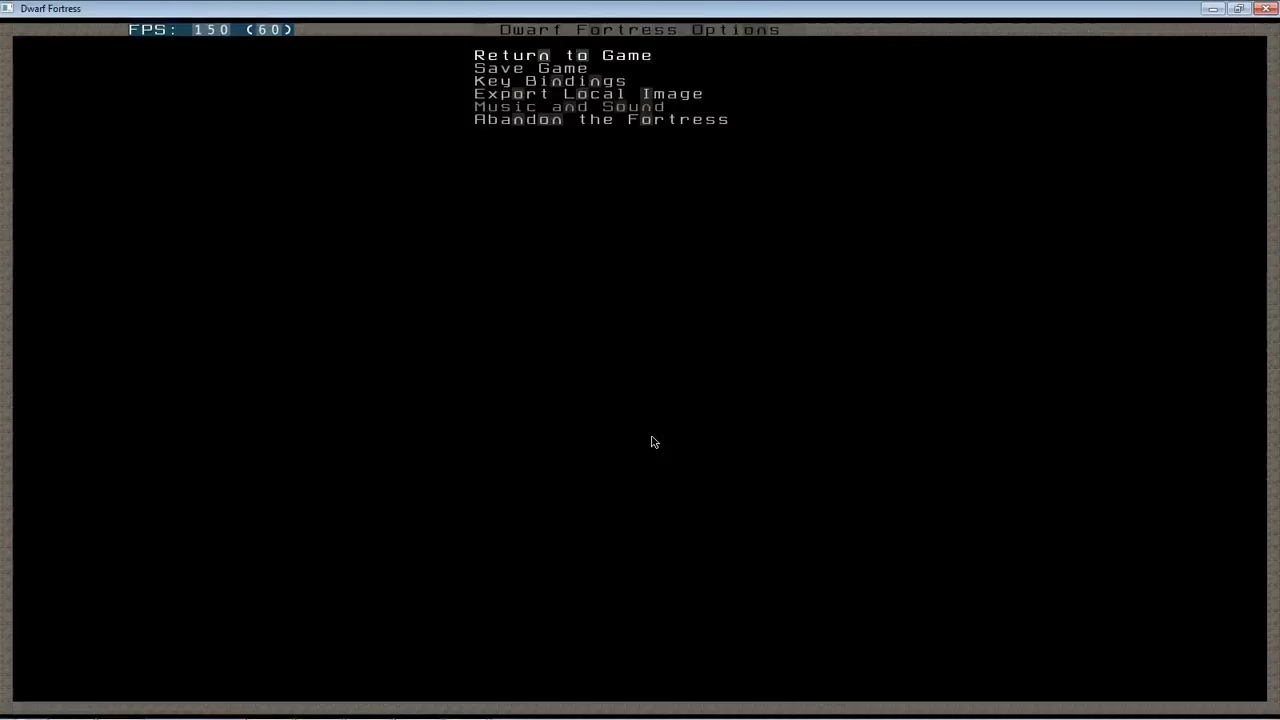 Dwarf Fortress
FPS: 150 (60) Dwarf Fortress Options
Return to Game
Save Game
Key Bindings
Export Local Image
Music and Sound
Abandon the Fortress